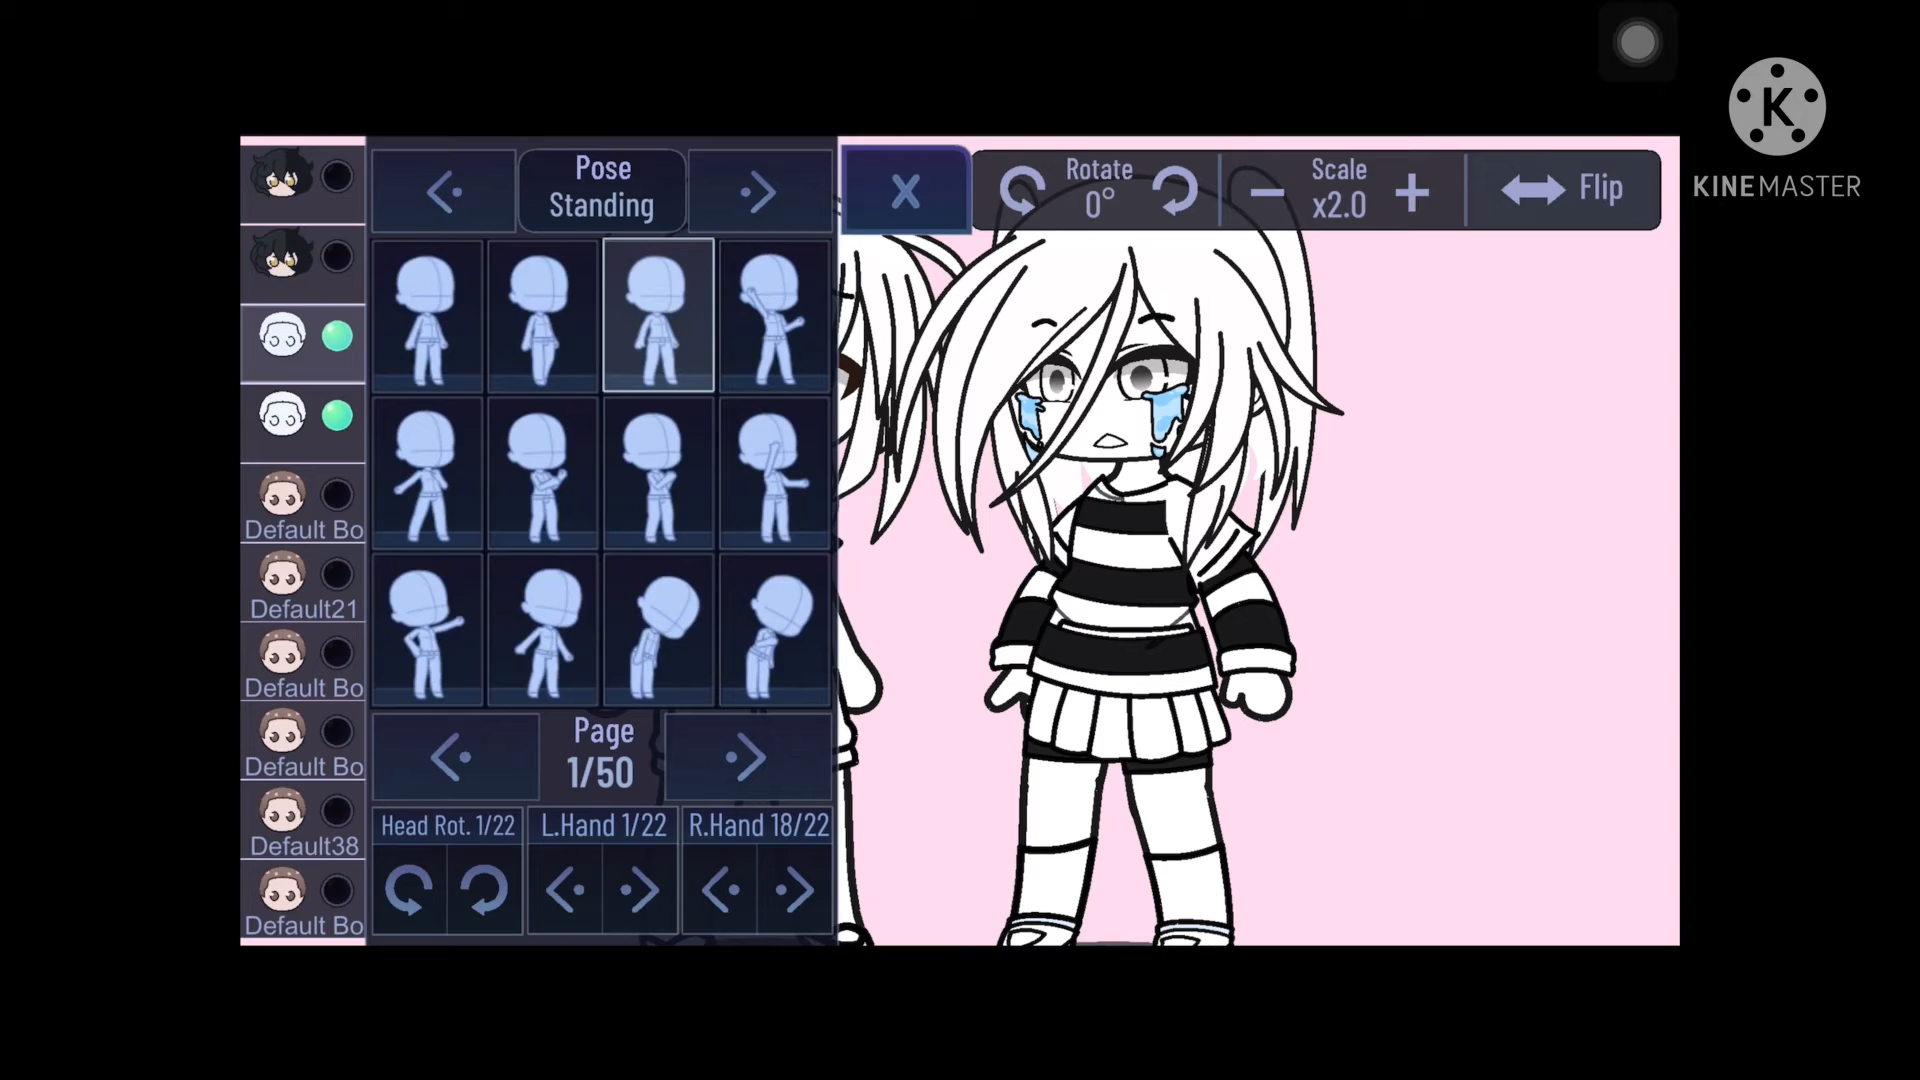 Pose
Standing
X
Rotate
0°
Scale
x2.0
Flip
K
KINEMASTER
Default Bo
Default21
Default Bo
Default Bo
Default38
Default Bo
Page
1/50
Head Rot. 1/22
L.Hand 1/22
R.Hand 18/22